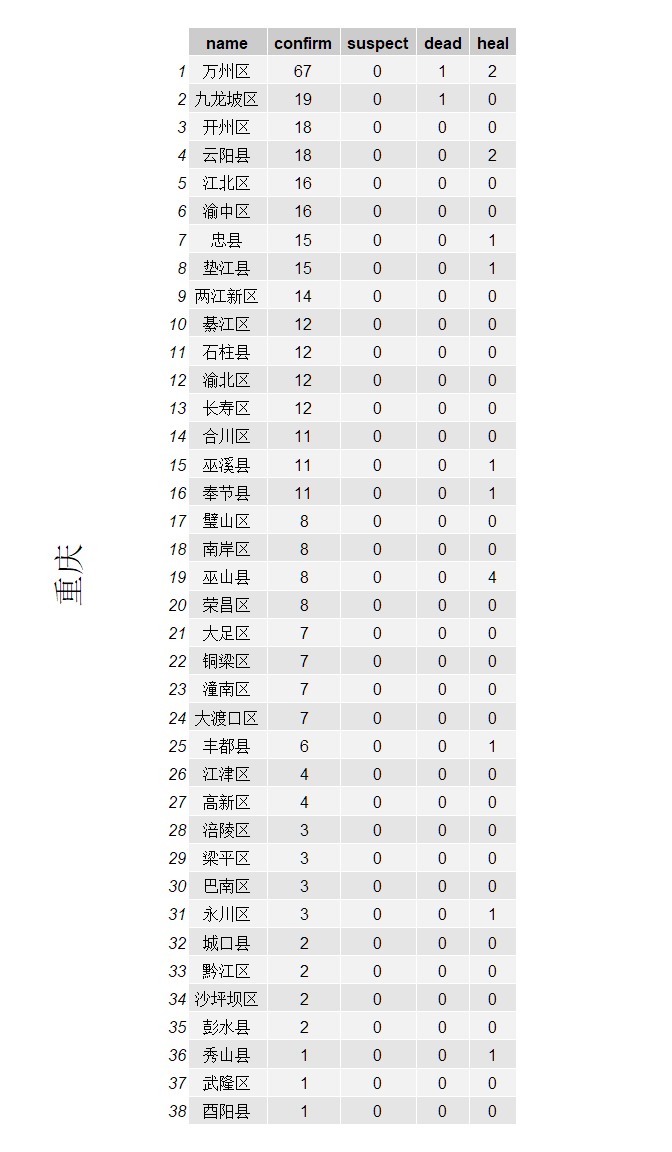 重庆
name confirm suspect dead heal
1 万州区 67 0 1 2
2 九龙坡区 19 0 1 0
3 开州区 18 0 0 0
4 云阳县 18 0 0 2
5 江北区 16 0 0 0
6 渝中区 16 0 0 0
7 忠县 15 0 0 1
8 垫江县 15 0 0 1
9 两江新区 14 0 0 0
10 綦江区 12 0 0 0
11 石柱县 12 0 0 0
12 渝北区 12 0 0 0
13 长寿区 12 0 0 0
14 合川区 11 0 0 0
15 巫溪县 11 0 0 1
16 奉节县 11 0 0 1
17 璧山区 8 0 0 0
18 南岸区 8 0 0 0
19 巫山县 8 0 0 4
20 荣昌区 8 0 0 0
21 大足区 7 0 0 0
22 铜梁区 7 0 0 0
23 潼南区 7 0 0 0
24 大渡口区 7 0 0 0
25 丰都县 6 0 0 1
26 江津区 4 0 0 0
27 高新区 4 0 0 0
28 涪陵区 3 0 0 0
29 梁平区 3 0 0 0
30 巴南区 3 0 0 0
31 永川区 3 0 0 1
32 城口县 2 0 0 0
33 黔江区 2 0 0 0
34 沙坪坝区 2 0 0 0
35 彭水县 2 0 0 0
36 秀山县 1 0 0 1
37 武隆区 1 0 0 0
38 酉阳县 1 0 0 0